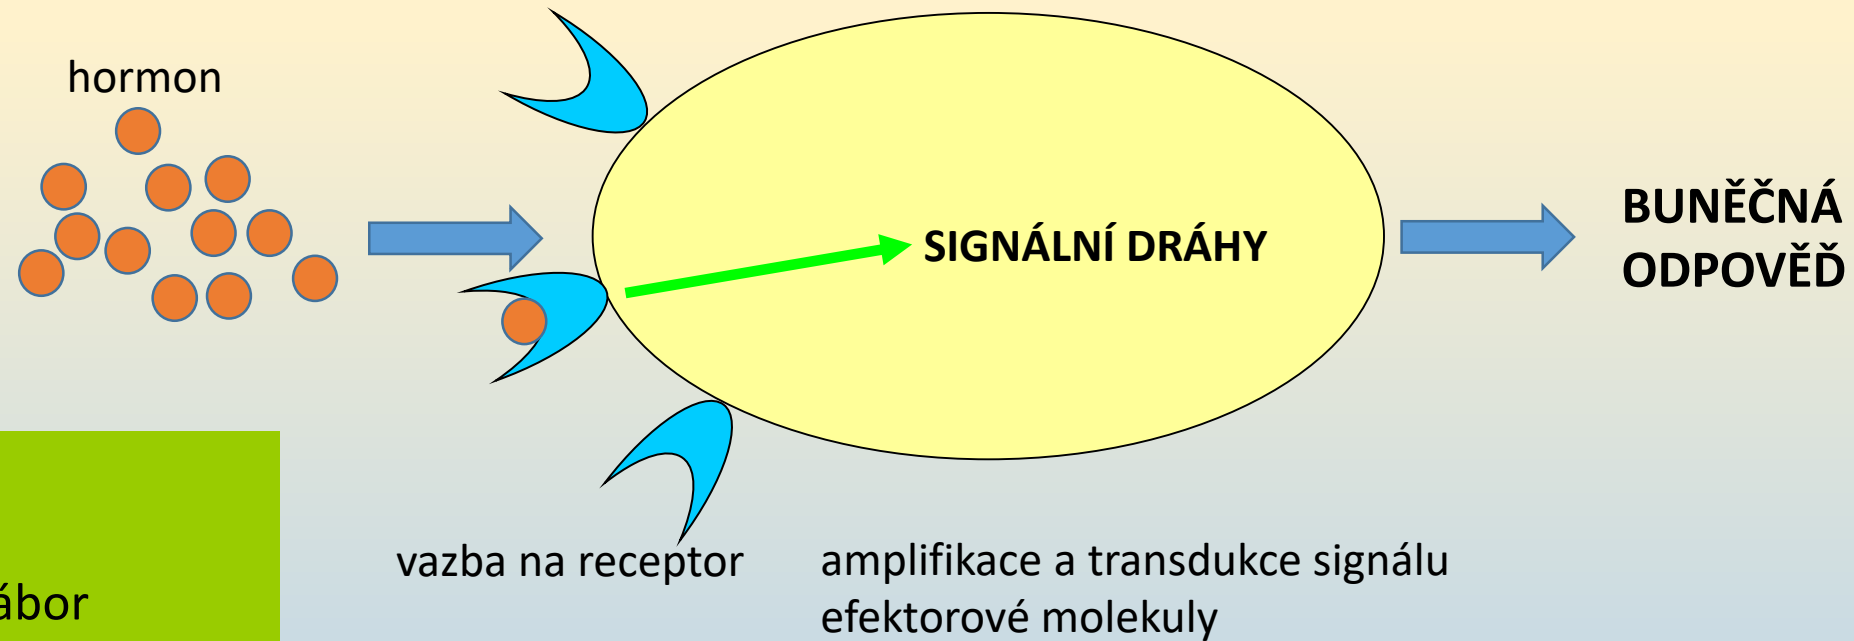 hormon
SIGNÁLNÍ DRÁHY
BUNĚČNÁ
ODPOVĚĎ
vazba na receptor
amplifikace a transdukce signálu
efektorové molekuly
ábor